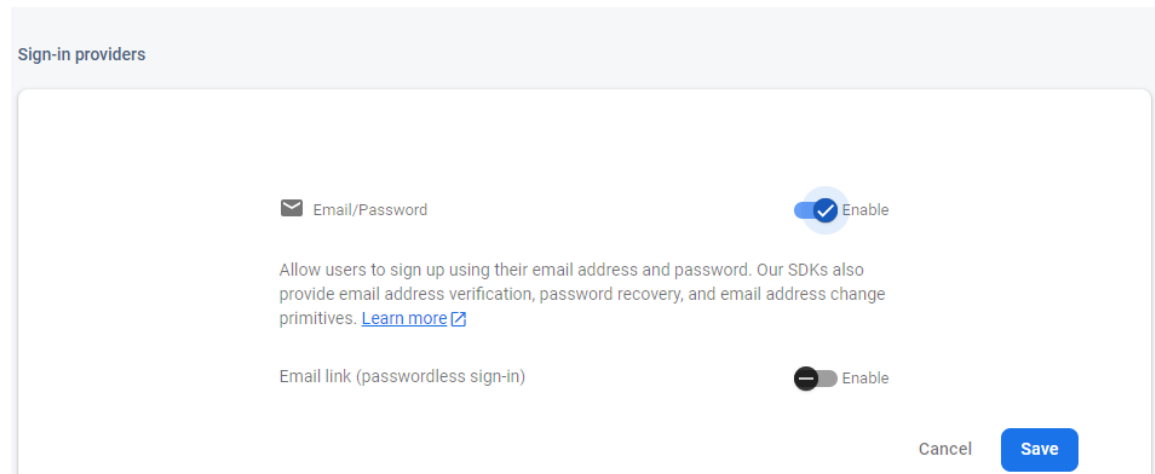 Sign-in providers
Email/Password
Enable
Allow users to sign up using their email address and password. Our SDKs also
provide email address verification, password recovery, and email address change
primitives. Learn more
Email link (passwordless sign-in)
Enable
Cancel
Save